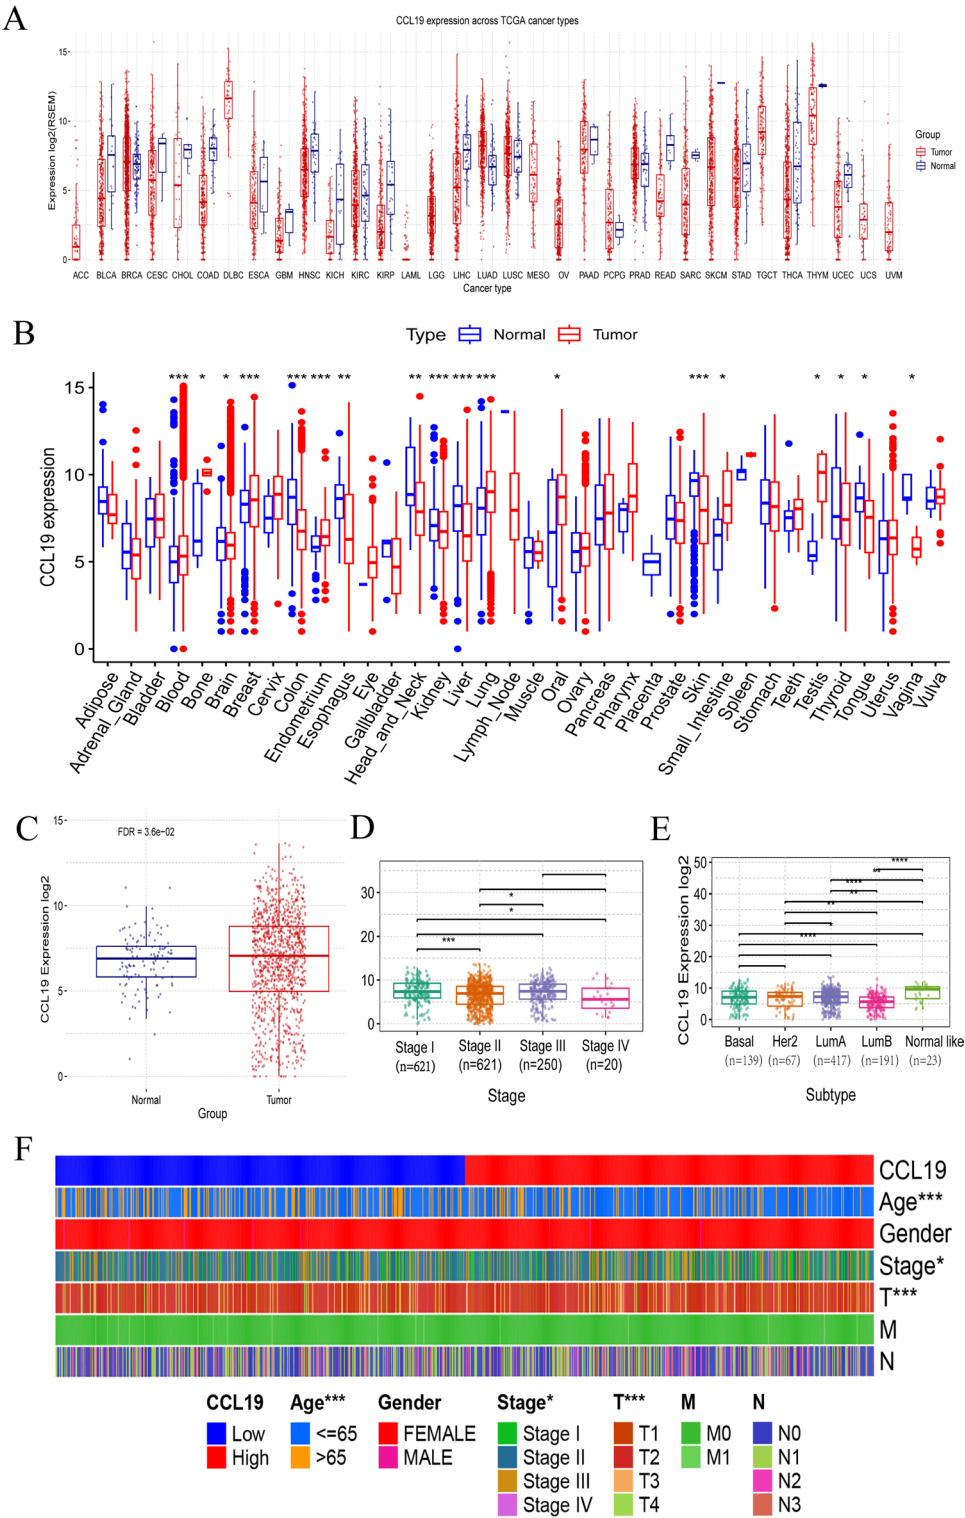 A
CCL19 expression across TCGA cancer types
Expression log2(RSEM)
15
10
5
0
ACC BLCA BRCA CESC CHOL COAD DLBC ESCA GBM HNSC KICH KIRC KIRP LAML LGG LIHC LUAD LUSC MESO OV PAAD PCPG PRAD READ SARC SKCM STAD TGCT THCA THYM UCEC UCS UVM
Cancer type
Group
Tumor
Normal
B
Type Normal Tumor
CCL19 expression
*** * * *** *** *** ** ** *** *** *** * *** * * * * *
15
10
5
0
Adipose
Adrenal_Gland
Bladder
Blood
Bone
Brain
Breast
Cervix
Colon
Endometrium
Esophagus
Eye
Gallbladder
Head_and_Neck
Kidney
Liver
Lung
Lymph_Node
Muscle
Oral
Ovary
Pancreas
Pharynx
Placenta
Prostate
Skin
Small_Intestine
Spleen
Stomach
Teeth
Testis
Thyroid
Tongue
Uterus
Vagina
Vulva
C
CCL19 Expression log2
FDR = 3.6e−02
15
10
5
0
Normal Tumor
Group
D
30
20
10
0
*
*
***
Stage I Stage II Stage III Stage IV
(n=621) (n=621) (n=250) (n=20)
Stage
E
CCL19 Expression log2
50
40
30
20
10
0
****
**
****
**
**
*
****
Basal Her2 LumA LumB Normal like
(n=139) (n=67) (n=417) (n=191) (n=23)
Subtype
F
CCL19
Age***
Gender
Stage*
T***
M
N
CCL19 Age*** Gender Stage* T*** M N
Low <=65 FEMALE Stage I T1 M0 N0
High >65 MALE Stage II T2 M1 N1
Stage III T3 N2
Stage IV T4 N3